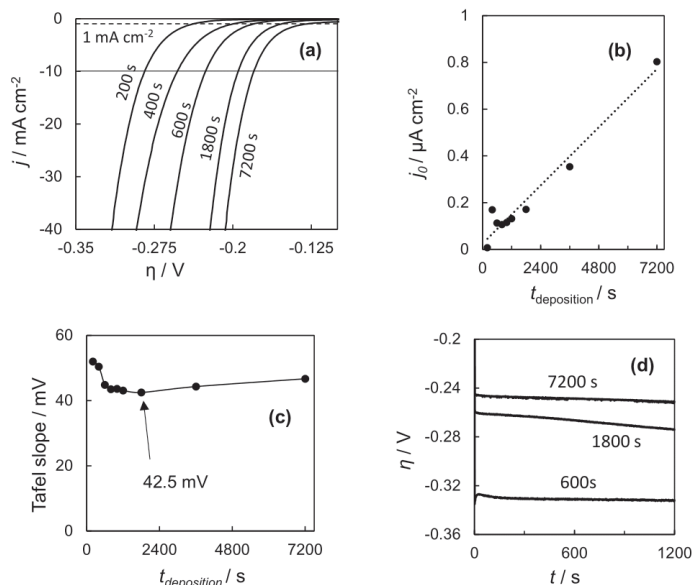 0
-10
-20
-30
-40
-0.35
-0.275
-0.2
-0.125
j / mA cm-2
η / V
(a)
1 mA cm-2
200 s
400 s
600 s
1800 s
7200 s
1
0.8
0.6
0.4
0.2
0
0
2400
4800
7200
j0 / µA cm-2
tdeposition / s
(b)
60
40
20
0
0
2400
4800
7200
Tafel slope / mV
tdeposition / s
(c)
42.5 mV
-0.2
-0.24
-0.28
-0.32
-0.36
0
600
1200
η / V
t / s
(d)
7200 s
1800 s
600s